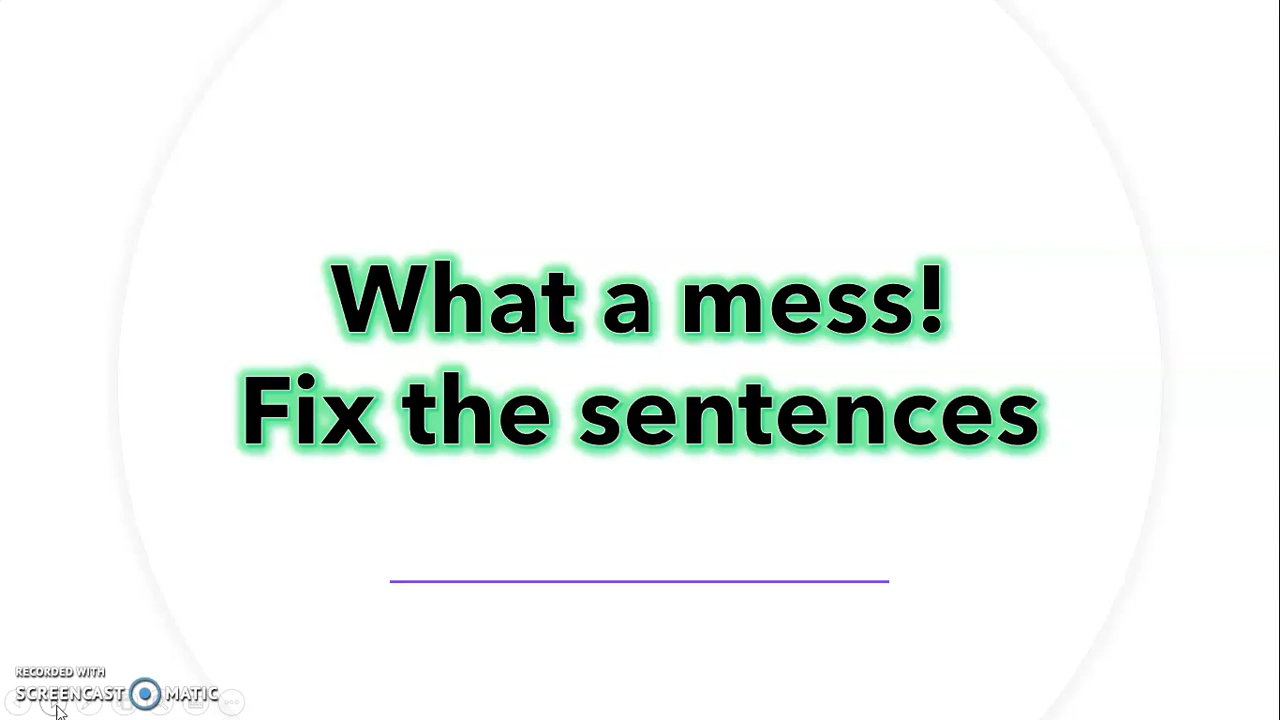 What a mess!
Fix the sentences
RECORDED WITH
SCREENCAST MATIC